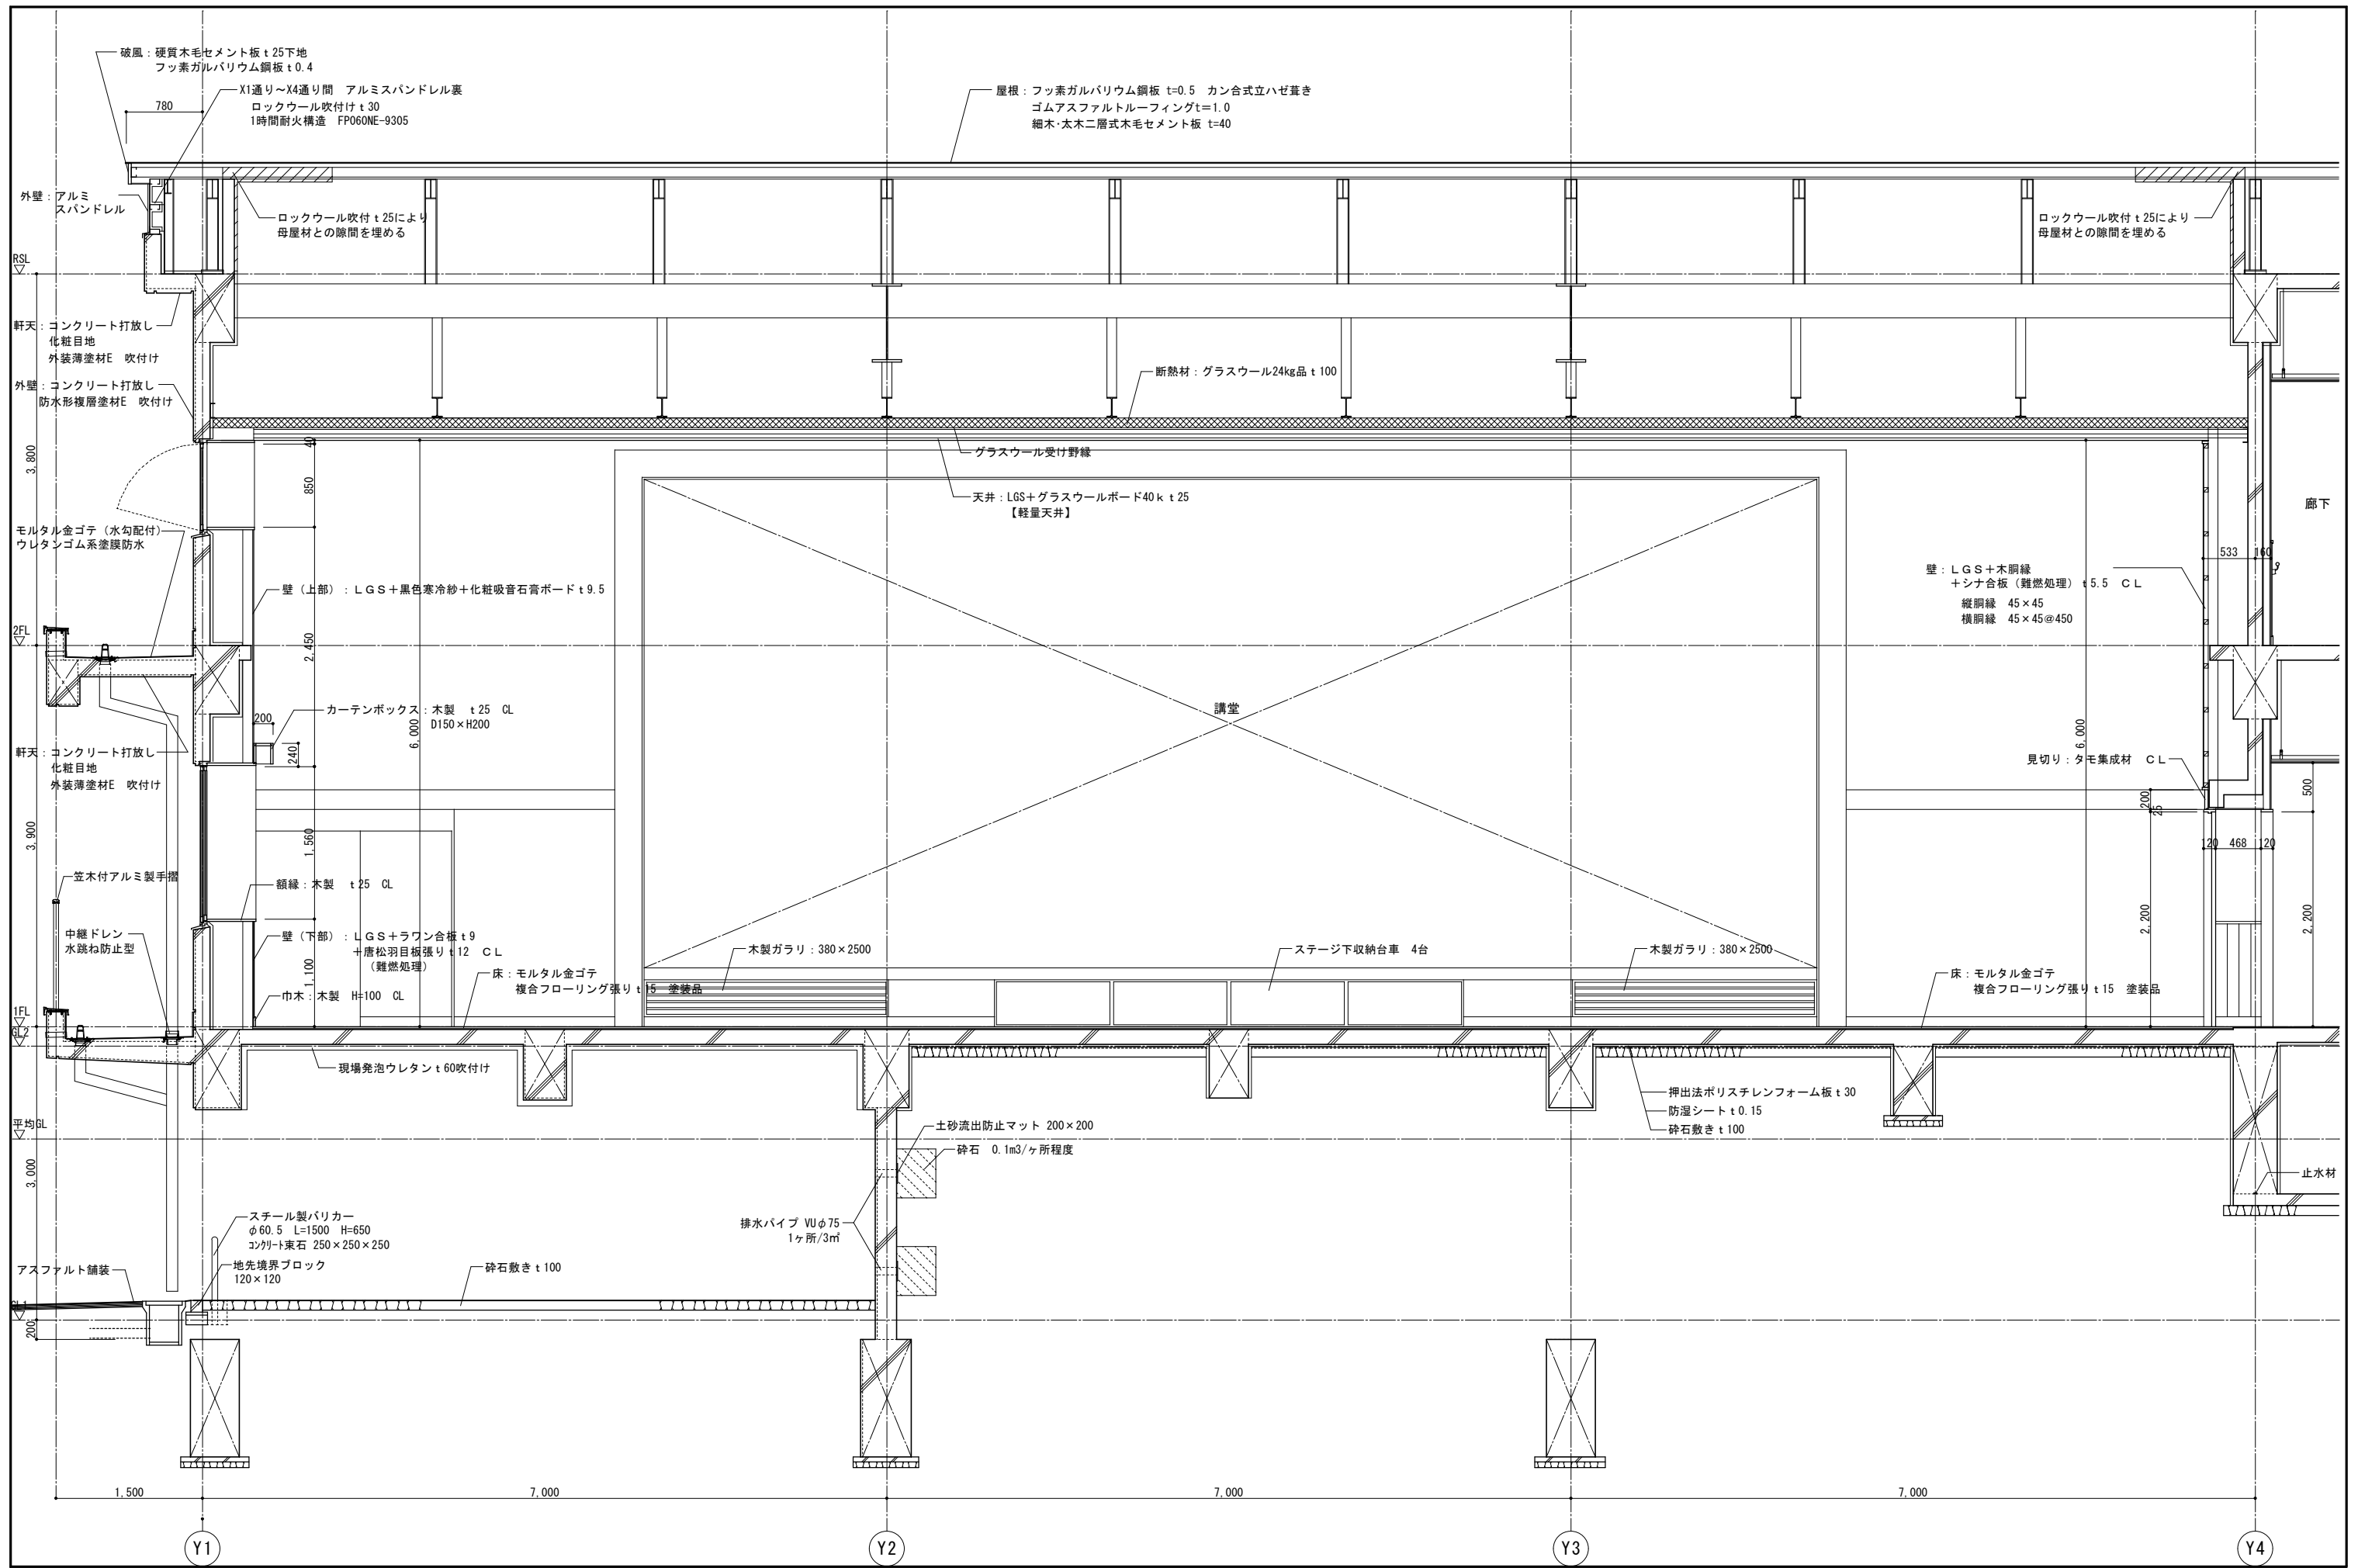 破風：硬質木毛セメント板ｔ25下地
フッ素ガルバリウム鋼板ｔ0.4
X1通り～X4通り間　アルミスパンドレル裏
ロックウール吹付けｔ30
1時間耐火構造　FP060NE-9305
780
屋根：フッ素ガルバリウム鋼板 t=0.5　カン合式立ハゼ葺き
ゴムアスファルトルーフィングt＝1.0
細木・太木二層式木毛セメント板 t=40
外壁：アルミ
スパンドレル
ロックウール吹付ｔ25により
母屋材との隙間を埋める
ロックウール吹付ｔ25により
母屋材との隙間を埋める
RSL
軒天：コンクリート打放し
化粧目地
外装薄塗材E　吹付け
外壁：コンクリート打放し
防水形複層塗材E　吹付け
断熱材：グラスウール24kg品ｔ100
3,800
40
グラスウール受け野縁
850
天井：LGS＋グラスウールボード40ｋｔ25
【軽量天井】
廊下
モルタル金ゴテ（水勾配付）
ウレタンゴム系塗膜防水
533
160
壁（上部）：ＬＧＳ＋黒色寒冷紗＋化粧吸音石膏ボードｔ9.5
壁：ＬＧＳ＋木胴縁
＋シナ合板（難燃処理）ｔ5.5　ＣＬ
縦胴縁　45×45
横胴縁　45×45@450
2FL
2,450
カーテンボックス：木製　ｔ25　CL
D150×H200
200
240
6,000
講堂
6,000
軒天：コンクリート打放し
化粧目地
外装薄塗材E　吹付け
見切り：タモ集成材　ＣＬ
200
25
500
3,900
1,560
120
468
120
笠木付アルミ製手摺
額縁：木製　ｔ25　CL
中継ドレン
水跳ね防止型
壁（下部）：ＬＧＳ＋ラワン合板ｔ9
＋唐松羽目板張りｔ12　ＣＬ
（難燃処理）
1,100
木製ガラリ：380×2500
ステージ下収納台車　4台
木製ガラリ：380×2500
2,200
2,200
床：モルタル金ゴテ
複合フローリング張りｔ15　塗装品
床：モルタル金ゴテ
複合フローリング張りｔ15　塗装品
巾木：木製　H=100　CL
1FL
GL2
現場発泡ウレタンｔ60吹付け
押出法ポリスチレンフォーム板ｔ30
防湿シートｔ0.15
砕石敷きｔ100
平均GL
土砂流出防止マット 200×200
砕石　0.1m3/ヶ所程度
3,000
止水材
スチール製バリカー
φ60.5　L=1500　H=650
ｺﾝｸﾘｰﾄ束石 250×250×250
排水パイプ VUφ75
1ヶ所/3㎡
地先境界ブロック
120×120
アスファルト舗装
砕石敷きｔ100
GL1
200
1,500
7,000
7,000
7,000
Y1
Y2
Y3
Y4